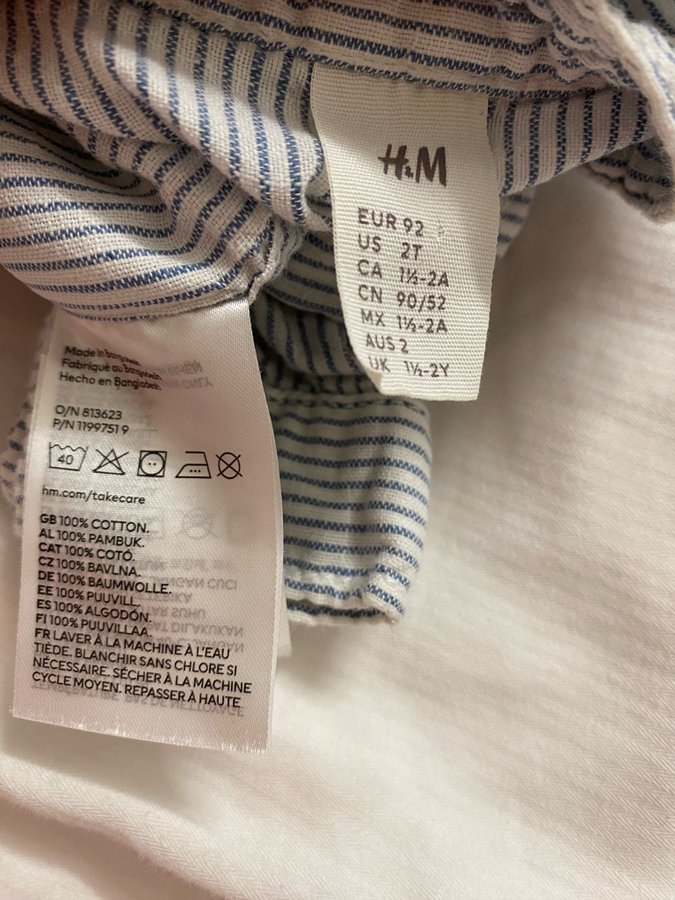 H&M
EUR 92
US 2T
CA 1½-2A
CN 90/52
MX 1½-2A
AUS 2
UK 1½-2Y
Made in Bangladesh
Fabriqué au Bangladesh
Hecho en Bangladesh
O/N 813623
P/N 1199751 9
40
hm.com/takecare
GB 100% COTTON.
AL 100% PAMBUK.
CAT 100% COTÓ.
CZ 100% BAVLNA.
DE 100% BAUMWOLLE.
EE 100% PUUVILL.
ES 100% ALGODÓN.
FI 100% PUUVILLAA.
FR LAVER À LA MACHINE À L'EAU
TIÈDE. BLANCHIR SANS CHLORE SI
NÉCESSAIRE. SÉCHER À LA MACHINE
CYCLE MOYEN. REPASSER À HAUTE